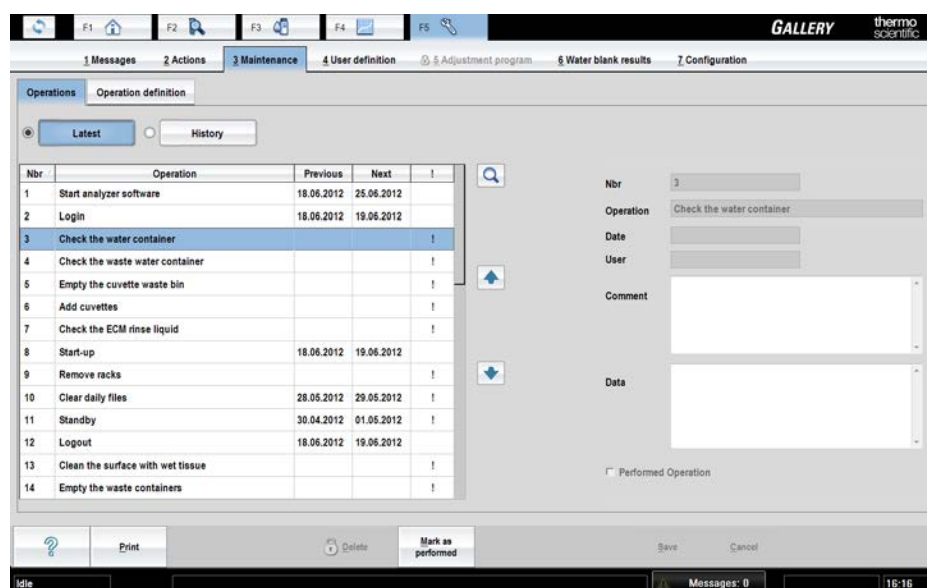 F1 F2 F3 F4 F5 GALLERY thermo scientific
1 Messages 2 Actions 3 Maintenance 4 User definition 5 Adjustment program 6 Water blank results 7 Configuration
Operations Operation definition
Latest History
Nbr Operation Previous Next !
1 Start analyzer software 18.06.2012 25.06.2012
2 Login 18.06.2012 19.06.2012
3 Check the water container !
4 Check the waste water container !
5 Empty the cuvette waste bin !
6 Add cuvettes !
7 Check the ECM rinse liquid !
8 Start-up 18.06.2012 19.06.2012
9 Remove racks !
10 Clear daily files 28.05.2012 29.05.2012 !
11 Standby 30.04.2012 01.05.2012 !
12 Logout 18.06.2012 19.06.2012
13 Clean the surface with wet tissue !
14 Empty the waste containers !
Nbr 3
Operation Check the water container
Date
User
Comment
Data
Performed Operation
? Print Delete Mark as performed Save Cancel
Idle Messages: 0 16:16